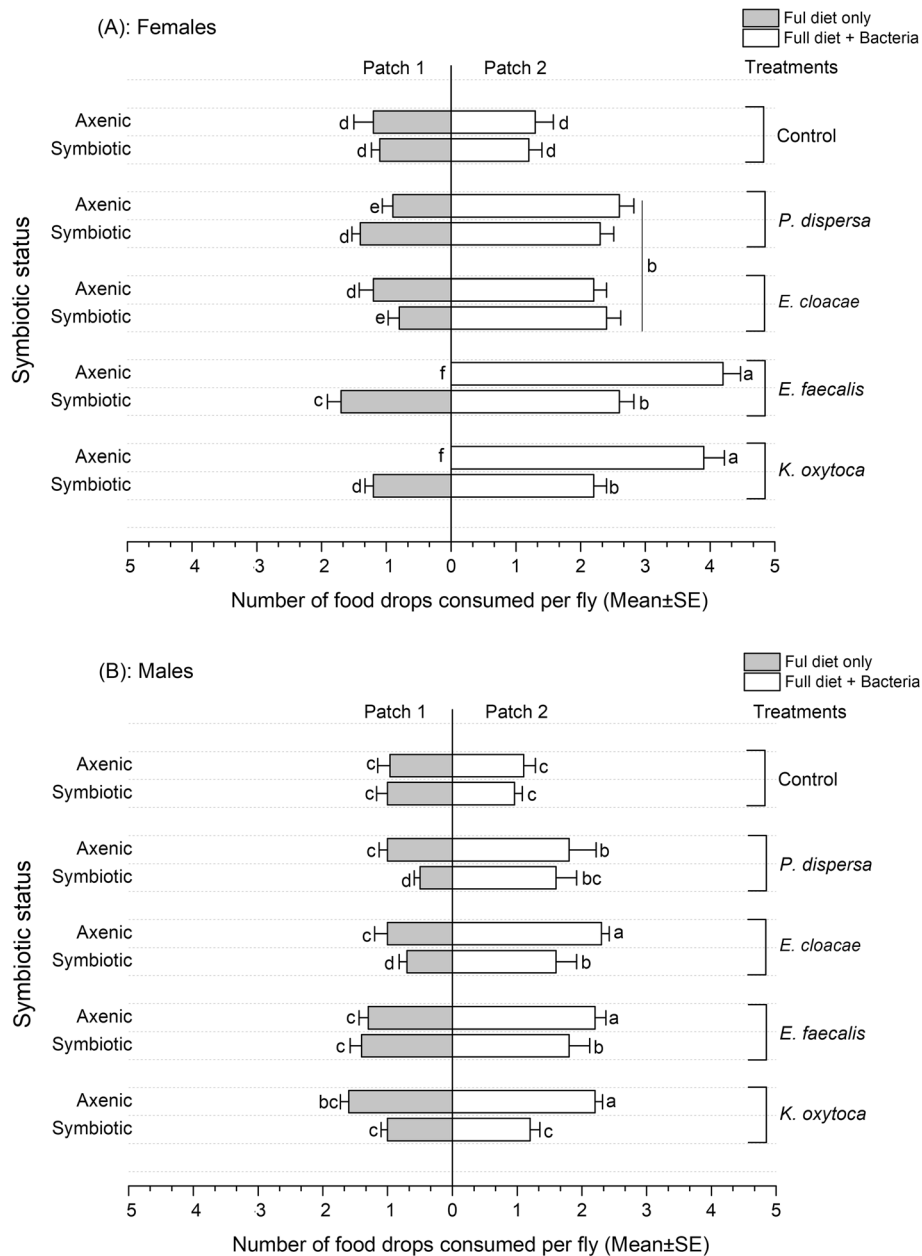 (A): Females
Ful diet only
Full diet + Bacteria
Patch 1 Patch 2 Treatments
Axenic d d
Symbiotic d d
Control
Axenic e
Symbiotic d
P. dispersa
b
Axenic d
Symbiotic e
E. cloacae
Axenic f a
Symbiotic c b
E. faecalis
Axenic f a
Symbiotic d b
K. oxytoca
Symbiotic status
5 4 3 2 1 0 1 2 3 4 5
Number of food drops consumed per fly (Mean±SE)
(B): Males
Ful diet only
Full diet + Bacteria
Patch 1 Patch 2 Treatments
Axenic c c
Symbiotic c c
Control
Axenic c b
Symbiotic d bc
P. dispersa
Axenic c a
Symbiotic d b
E. cloacae
Axenic c a
Symbiotic c b
E. faecalis
Axenic bc a
Symbiotic c c
K. oxytoca
Symbiotic status
5 4 3 2 1 0 1 2 3 4 5
Number of food drops consumed per fly (Mean±SE)